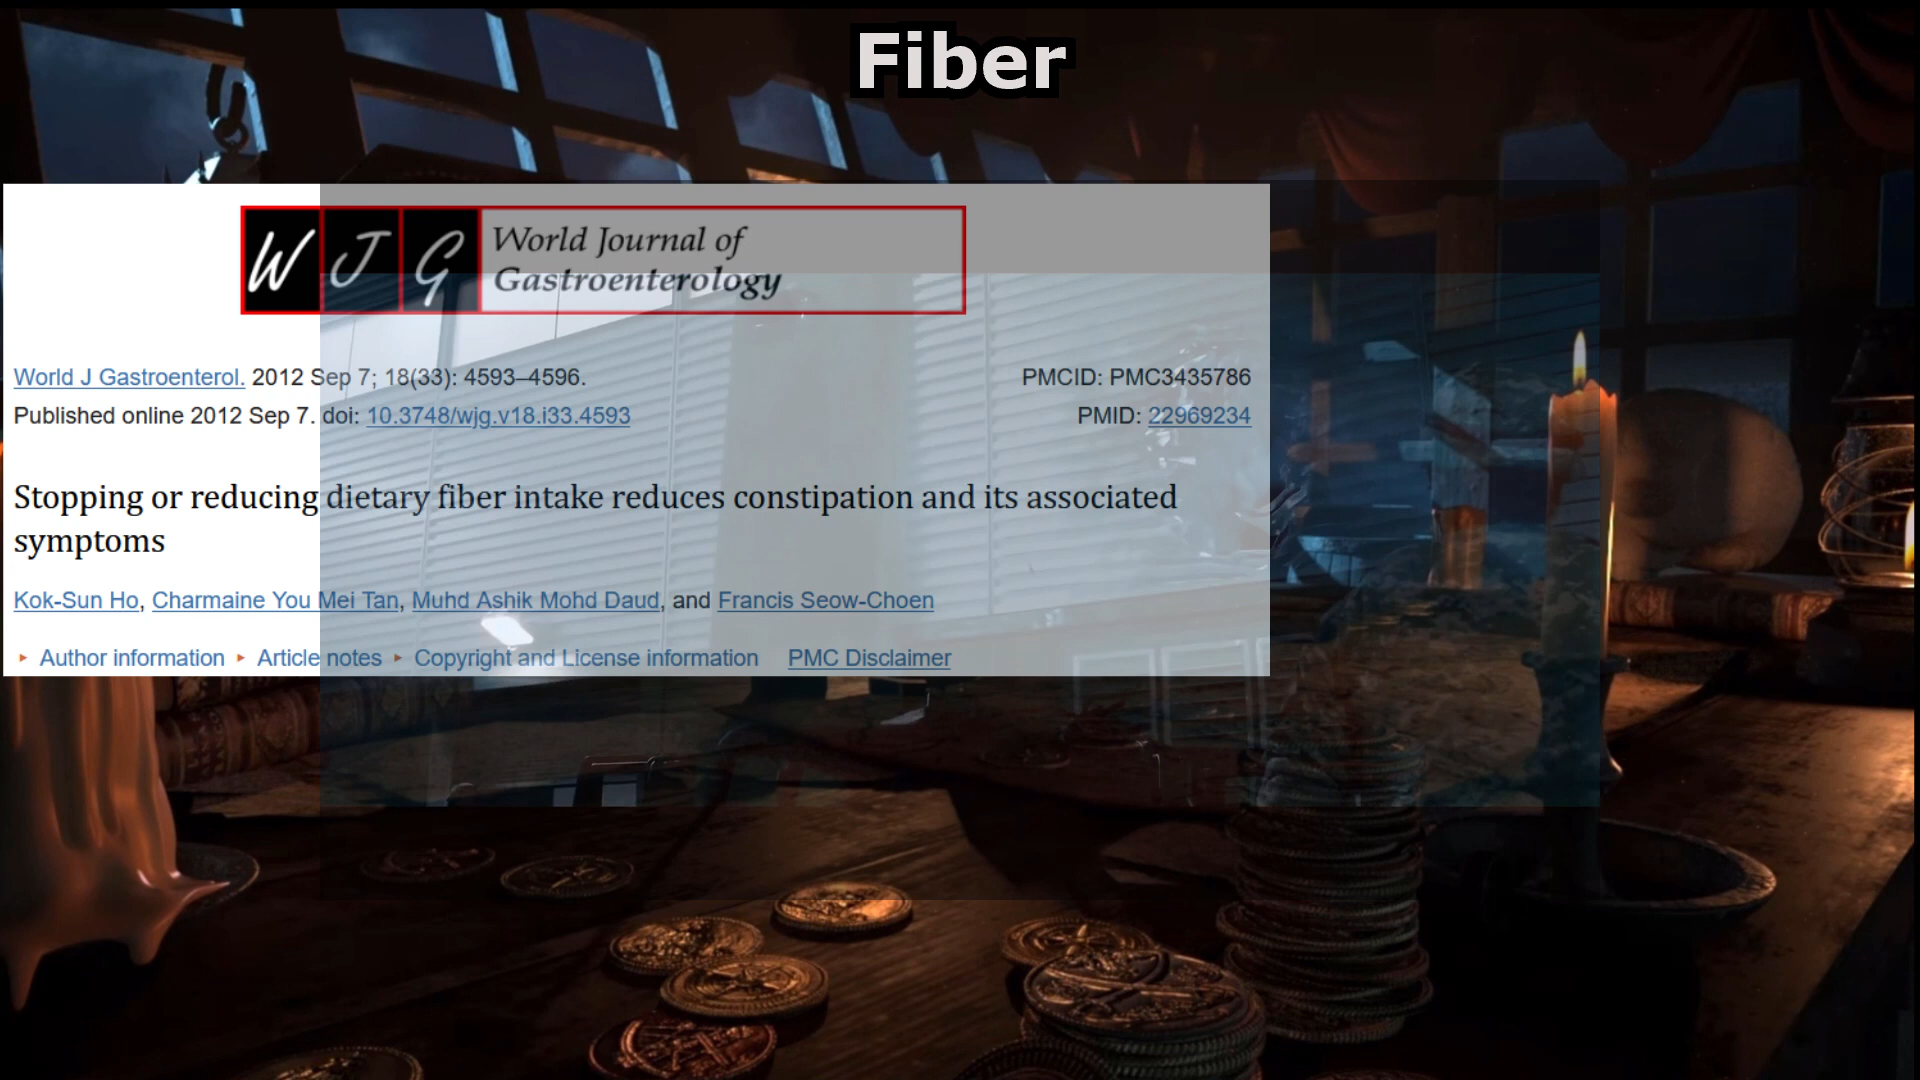 Fiber
W J G World Journal of
Gastroenterology
World J Gastroenterol. 2012 Sep 7; 18(33): 4593–4596.
PMCID: PMC3435786
Published online 2012 Sep 7. doi: 10.3748/wjg.v18.i33.4593
PMID: 22969234
Stopping or reducing dietary fiber intake reduces constipation and its associated
symptoms
Kok-Sun Ho, Charmaine You Mei Tan, Muhd Ashik Mohd Daud, and Francis Seow-Choen
▸ Author information ▸ Article notes ▸ Copyright and License information PMC Disclaimer